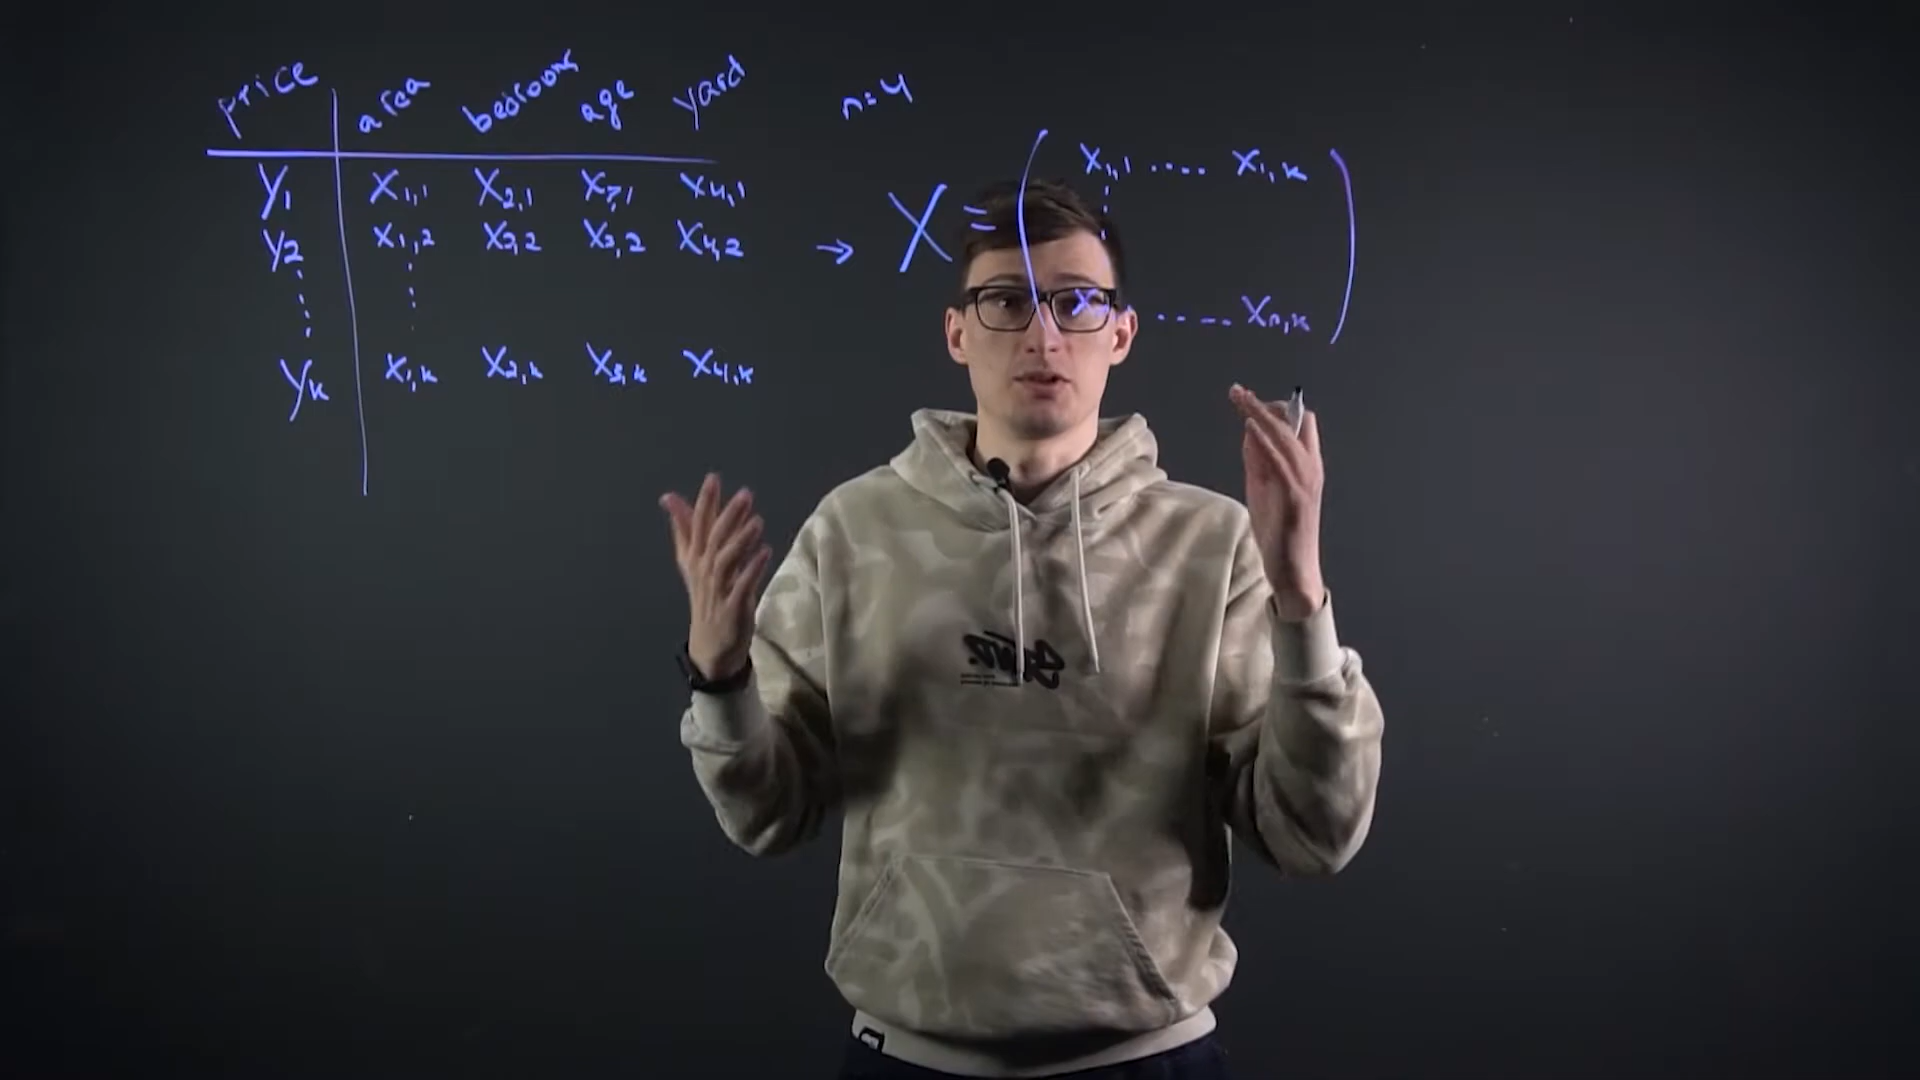 price area bedrooms age yard
n=4
y₁ x₁,₁ x₂,₁ x₃,₁ x₄,₁
y₂ x₁,₂ x₂,₂ x₃,₂ x₄,₂
yₖ x₁,ₖ x₂,ₖ x₃,ₖ x₄,ₖ
→ X = (
x₁,₁ .... x₁,ₖ
..... xₙ,ₖ
)